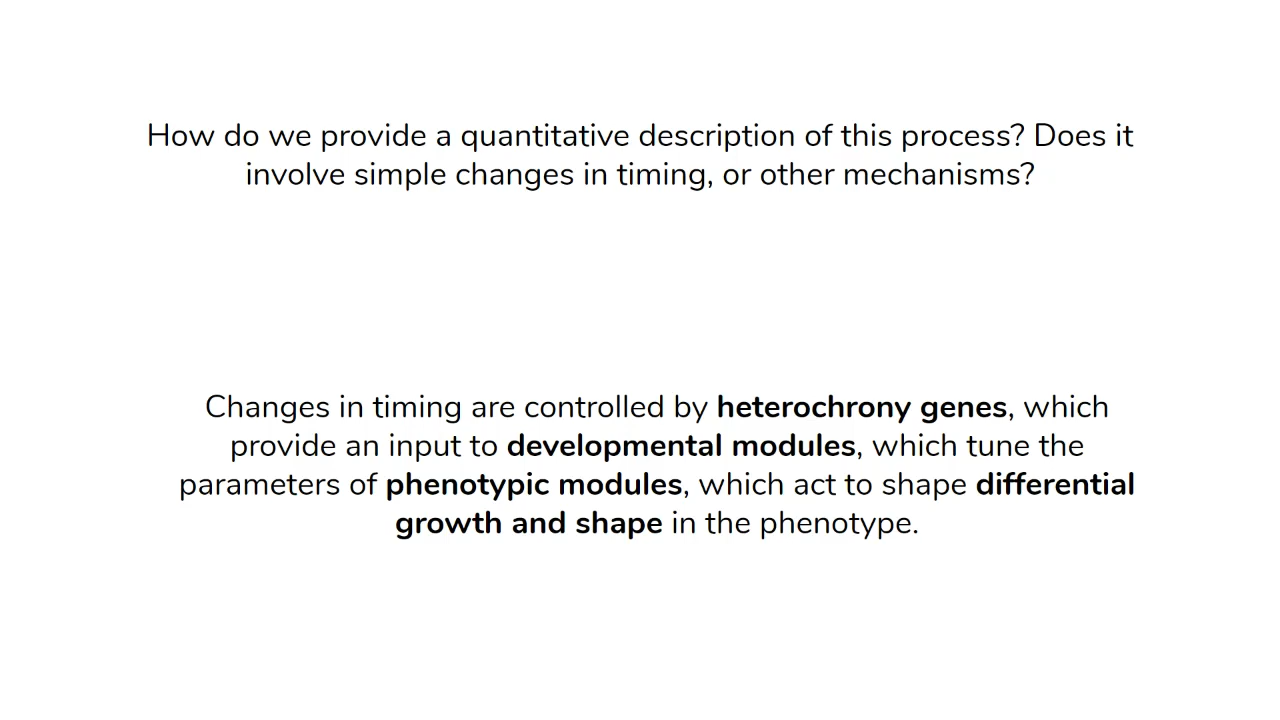 How do we provide a quantitative description of this process? Does it
involve simple changes in timing, or other mechanisms?
Changes in timing are controlled by heterochrony genes, which
provide an input to developmental modules, which tune the
parameters of phenotypic modules, which act to shape differential
growth and shape in the phenotype.